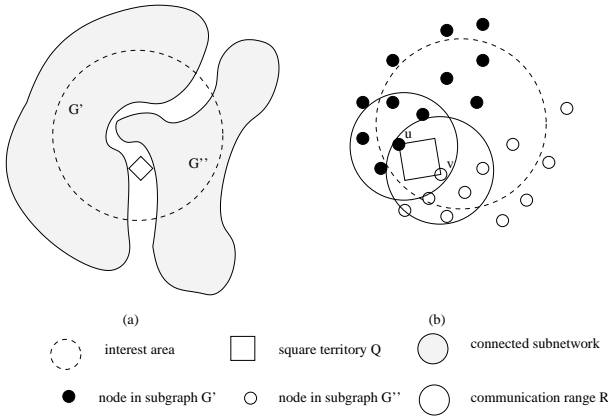 G'
G''
u
v
(a)
(b)
interest area
square territory Q
connected subnetwork
node in subgraph G'
node in subgraph G''
communication range R